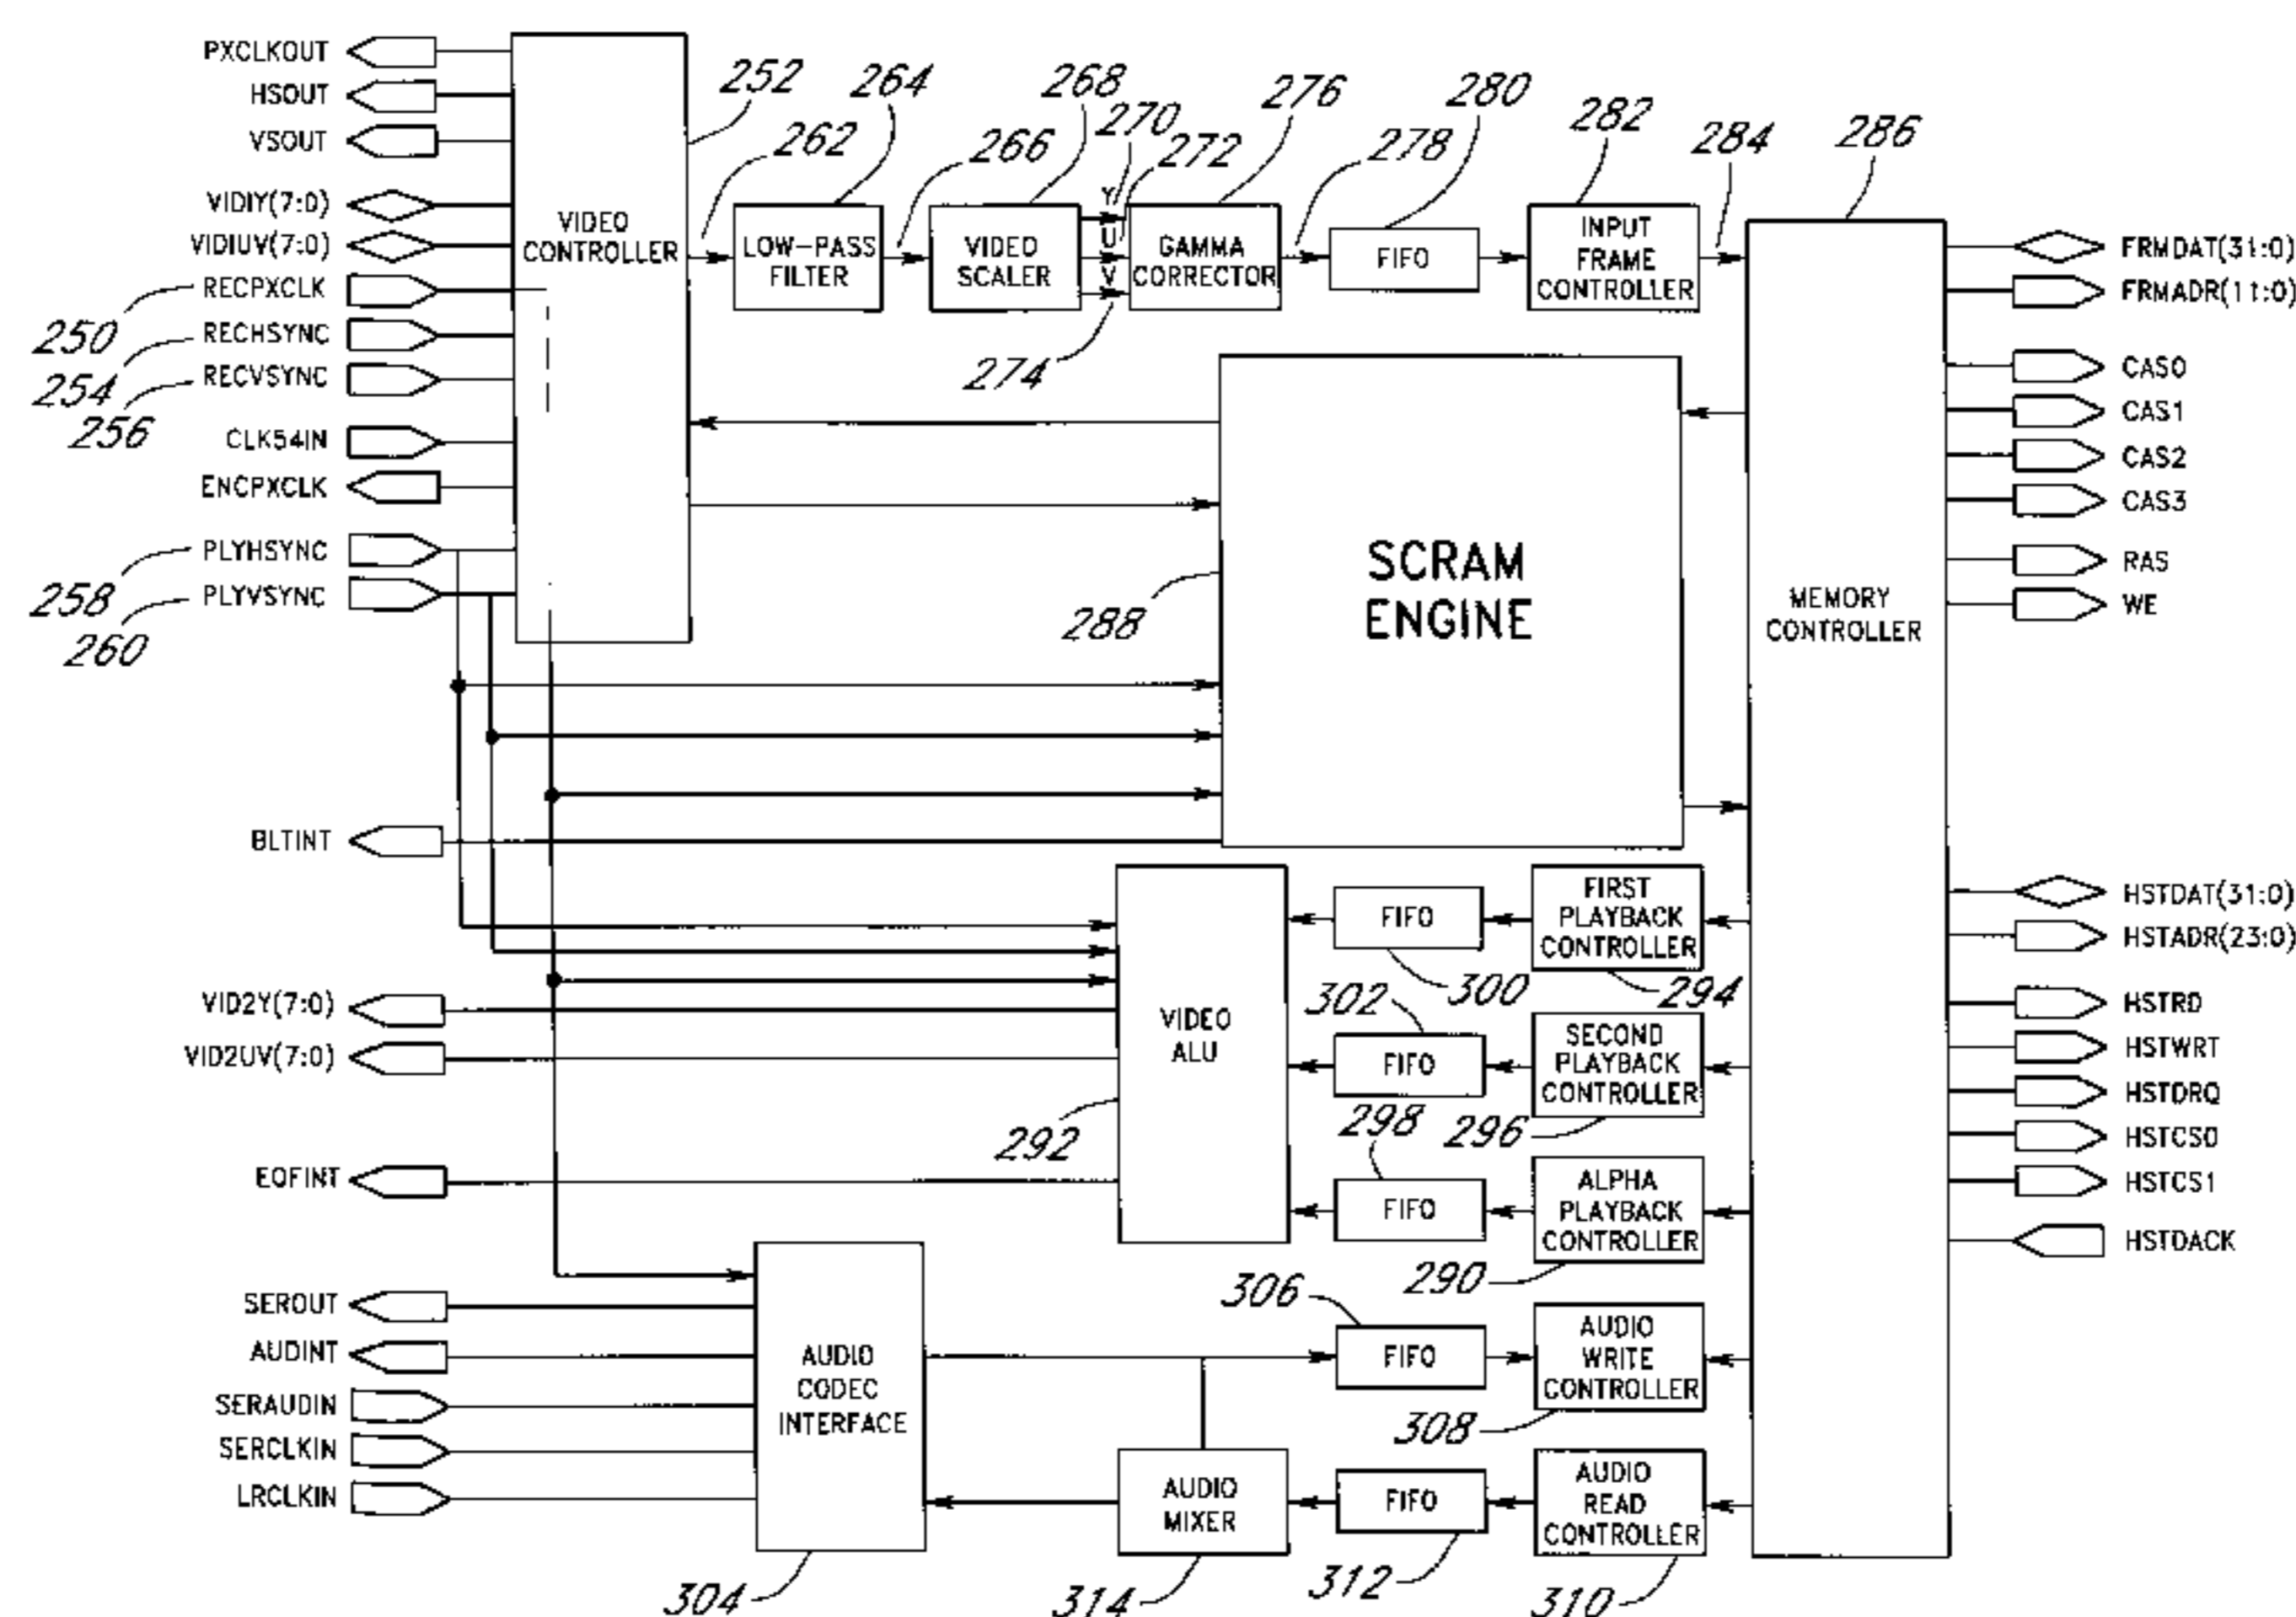 PXCLKOUT
HSOUT
VSOUT
VIDIY(7:0)
VIDIUV(7:0)
RECPXCLK
RECHSYNC
RECVSYNC
CLK54IN
ENCPXCLK
PLYHSYNC
PLYVSYNC
250
254
256
258
260
BLTINT
VID2Y(7:0)
VID2UV(7:0)
EOFINT
SEROUT
AUDINT
SERAUDIN
SERCLKIN
LRCLKIN
VIDEO
CONTROLLER
252
262
264
LOW-PASS
FILTER
266
268
VIDEO
SCALER
270
272
274
Y
U
V
276
GAMMA
CORRECTOR
278
280
FIFO
282
INPUT
FRAME
CONTROLLER
284
286
MEMORY
CONTROLLER
288
SCRAM
ENGINE
VIDEO
ALU
292
FIFO
300
FIRST
PLAYBACK
CONTROLLER
294
302
FIFO
SECOND
PLAYBACK
CONTROLLER
296
298
FIFO
ALPHA
PLAYBACK
CONTROLLER
290
AUDIO
CODEC
INTERFACE
304
306
FIFO
AUDIO
WRITE
CONTROLLER
308
AUDIO
MIXER
314
FIFO
312
AUDIO
READ
CONTROLLER
310
FRMDAT(31:0)
FRMADR(11:0)
CAS0
CAS1
CAS2
CAS3
RAS
WE
HSTDAT(31:0)
HSTADR(23:0)
HSTRD
HSTWRT
HSTDRQ
HSTCS0
HSTCS1
HSTDACK